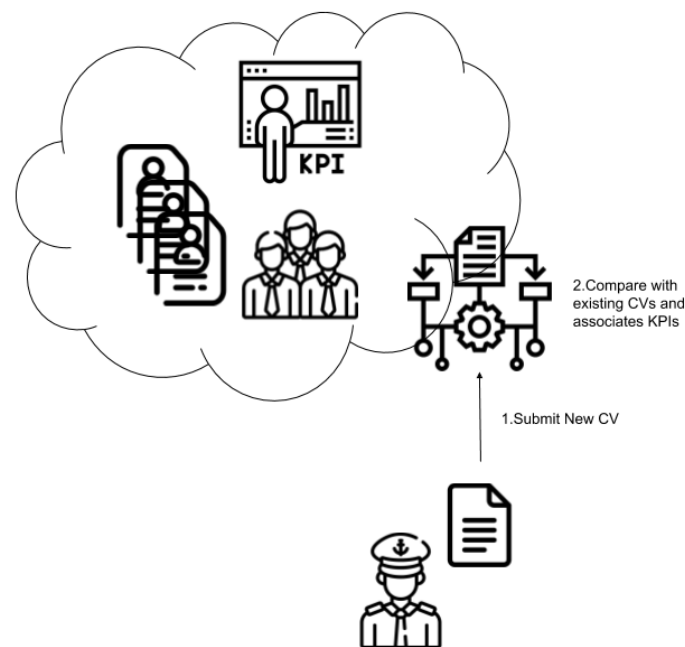 KPI
2.Compare with
existing CVs and
associates KPIs
1.Submit New CV